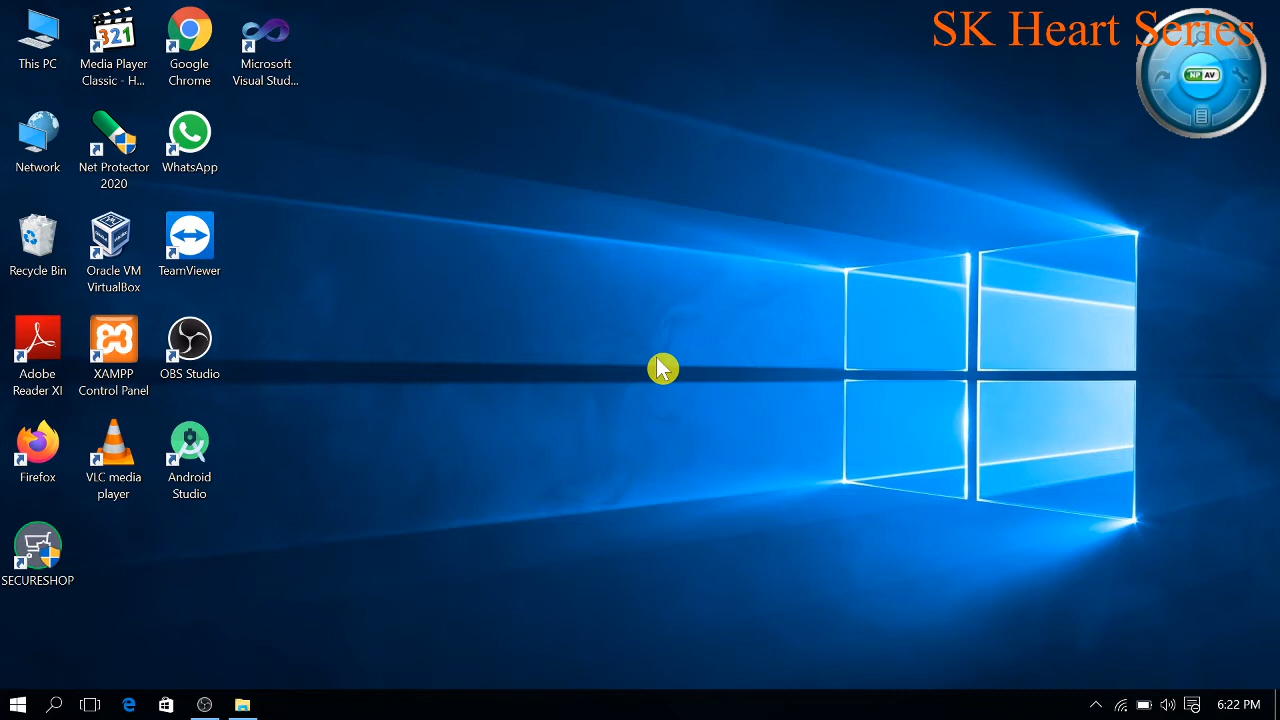 SK Heart Series
This PC
Media Player
Classic - H...
Google
Chrome
Microsoft
Visual Stud...
NP AV
Network
Net Protector
2020
WhatsApp
Recycle Bin
Oracle VM
VirtualBox
TeamViewer
Adobe
Reader XI
XAMPP
Control Panel
OBS Studio
Firefox
VLC media
player
Android
Studio
SECURESHOP
6:22 PM